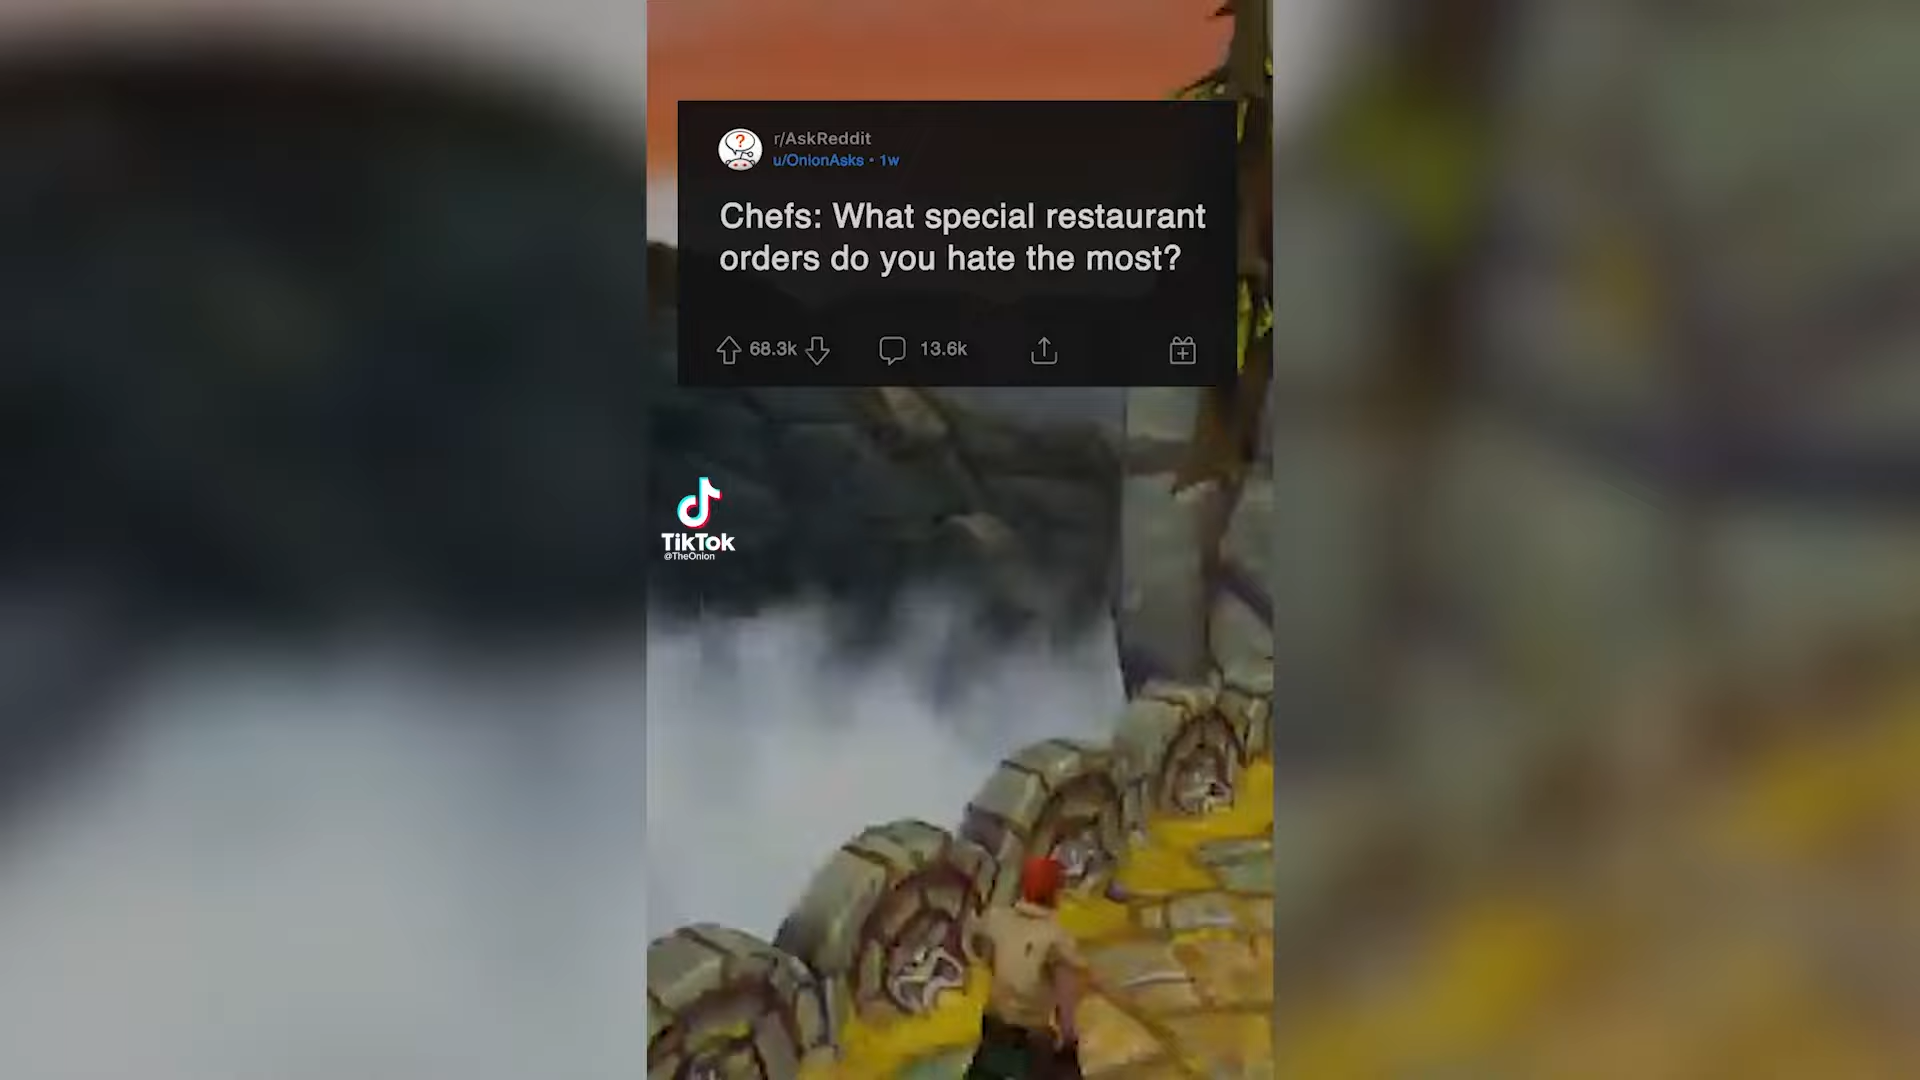 r/AskReddit
u/OnionAsks • 1w
Chefs: What special restaurant
orders do you hate the most?
68.3k
13.6k
TikTok
@TheOnion